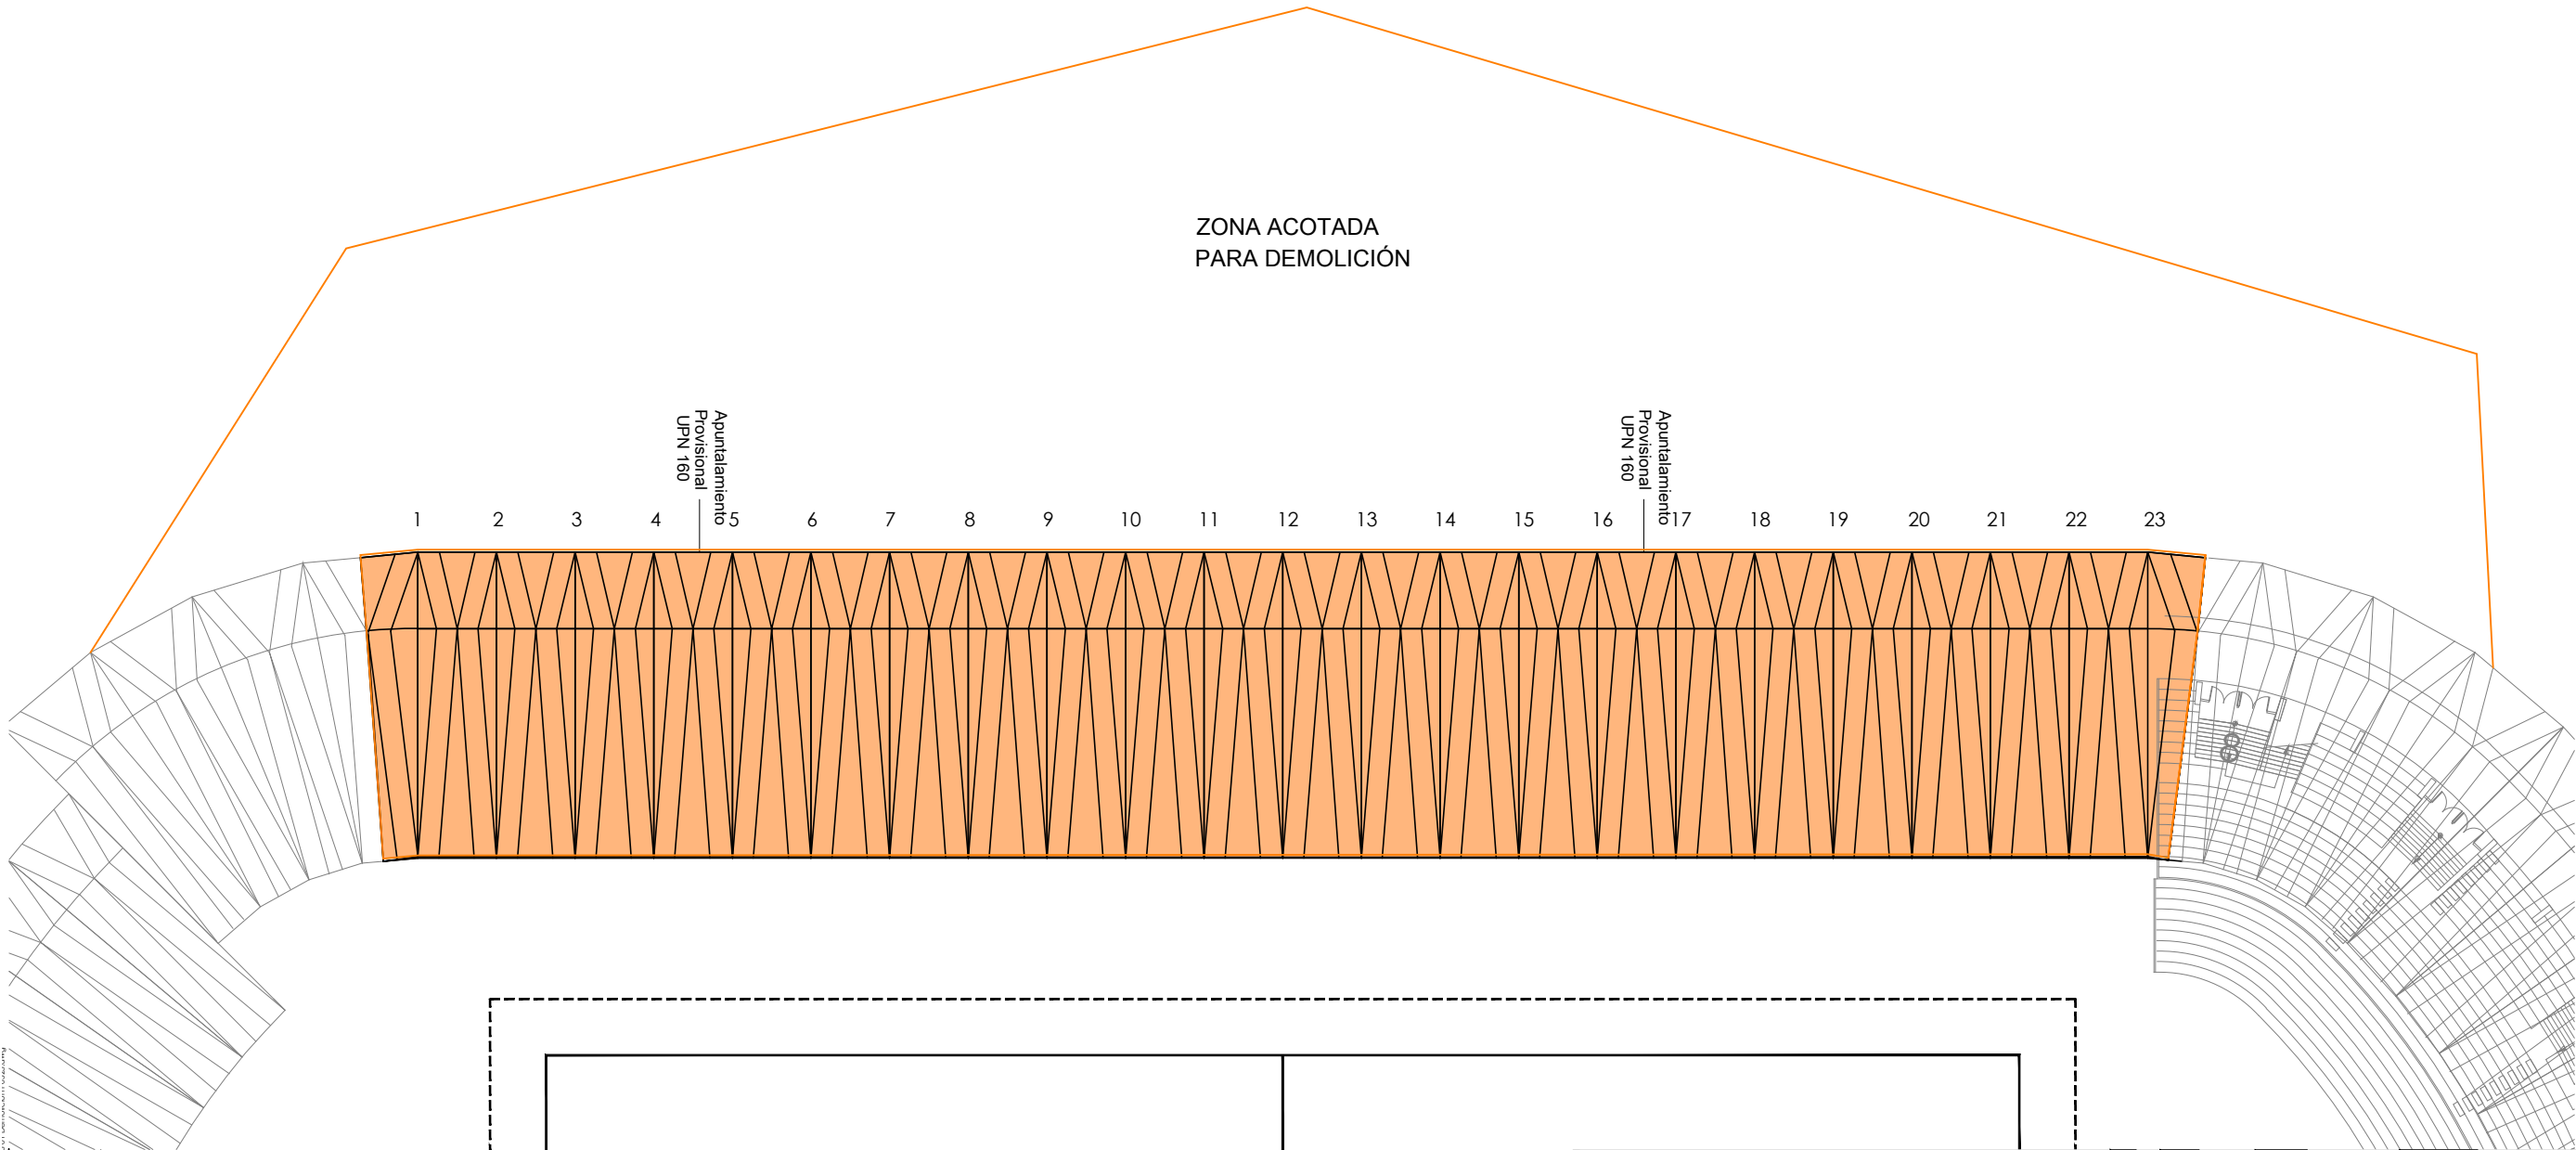 ZONA ACOTADA
PARA DEMOLICIÓN
Apuntalamiento
Provisional
UPN 160
Apuntalamiento
Provisional
UPN 160
1 2 3 4 5 6 7 8 9 10 11 12 13 14 15 16 17 18 19 20 21 22 23
8